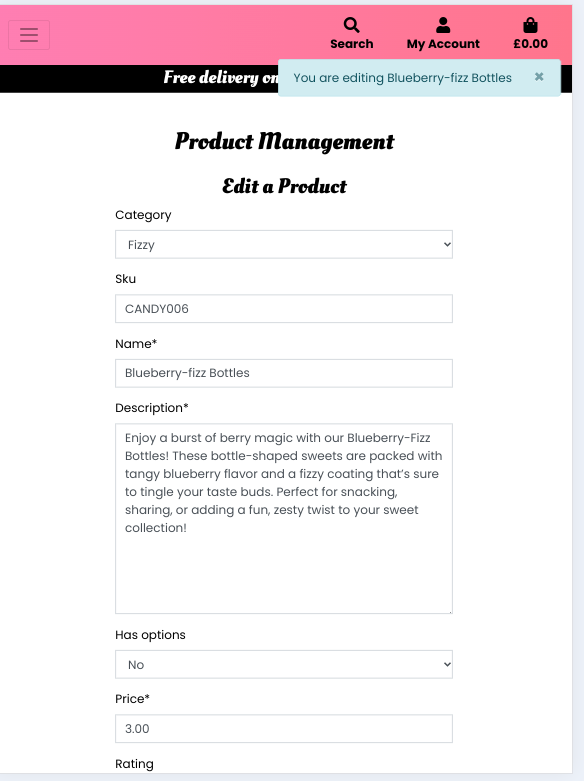 Search
My Account
£0.00
Free delivery on
You are editing Blueberry-fizz Bottles ×
Product Management
Edit a Product
Category
Fizzy
Sku
CANDY006
Name*
Blueberry-fizz Bottles
Description*
Enjoy a burst of berry magic with our Blueberry-Fizz
Bottles! These bottle-shaped sweets are packed with
tangy blueberry flavor and a fizzy coating that's sure
to tingle your taste buds. Perfect for snacking,
sharing, or adding a fun, zesty twist to your sweet
collection!
Has options
No
Price*
3.00
Rating